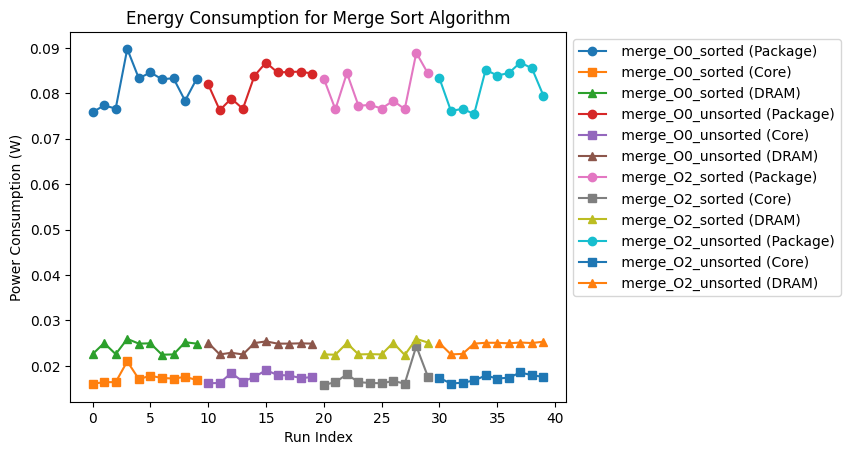 Energy Consumption for Merge Sort Algorithm
Power Consumption (W)
0.09
0.08
0.07
0.06
0.05
0.04
0.03
0.02
0 5 10 15 20 25 30 35 40
Run Index
merge_O0_sorted (Package)
merge_O0_sorted (Core)
merge_O0_sorted (DRAM)
merge_O0_unsorted (Package)
merge_O0_unsorted (Core)
merge_O0_unsorted (DRAM)
merge_O2_sorted (Package)
merge_O2_sorted (Core)
merge_O2_sorted (DRAM)
merge_O2_unsorted (Package)
merge_O2_unsorted (Core)
merge_O2_unsorted (DRAM)